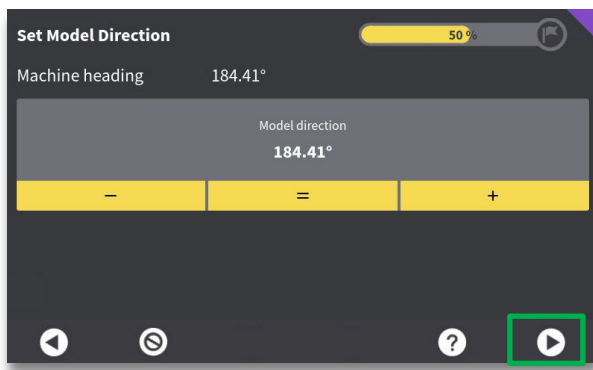 Set Model Direction
50 %
Machine heading 184.41°
Model direction
184.41°
− = +
?